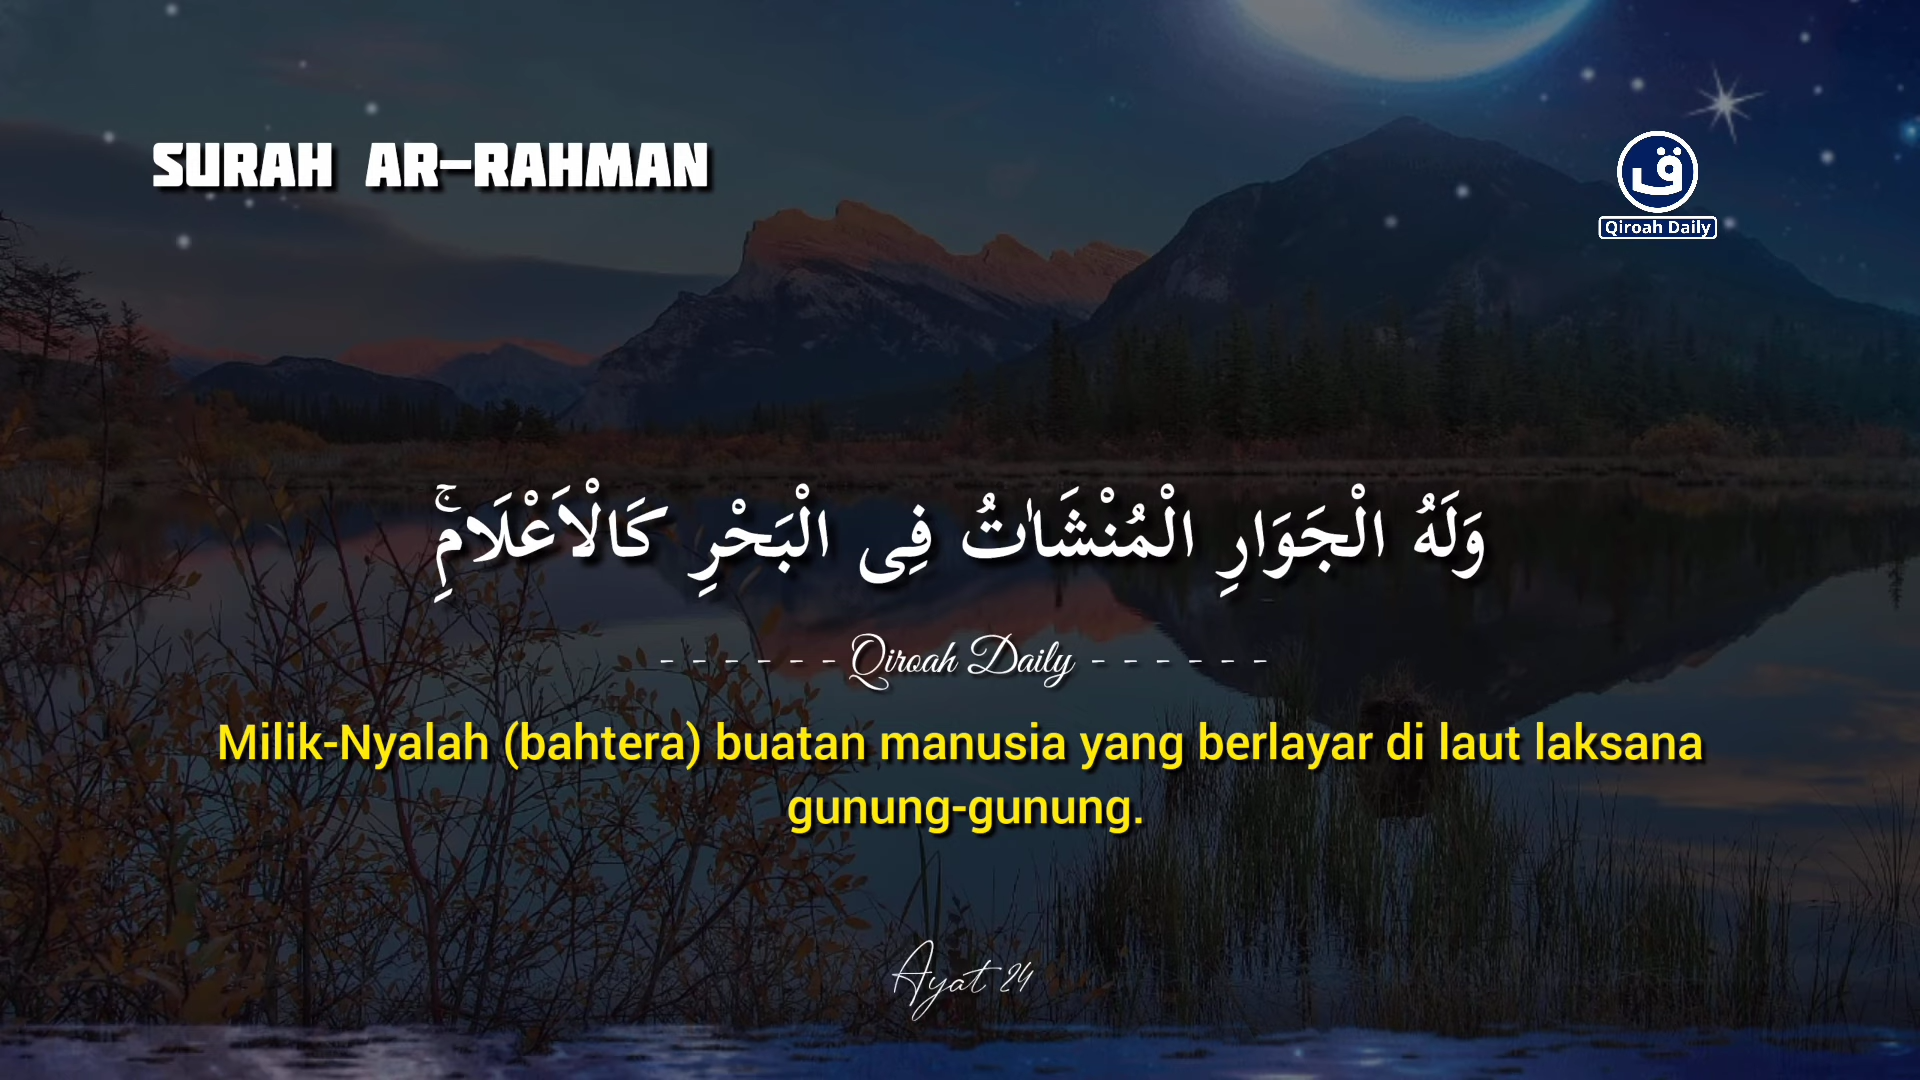 SURAH AR-RAHMAN
ق
Qiroah Daily
وَلَهُ الْجَوَارِ الْمُنْشَاٰتُ فِى الْبَحْرِ كَالْاَعْلَامِۚ
- - - - - - Qiroah Daily - - - - - -
Milik-Nyalah (bahtera) buatan manusia yang berlayar di laut laksana
gunung-gunung.
Ayat 24